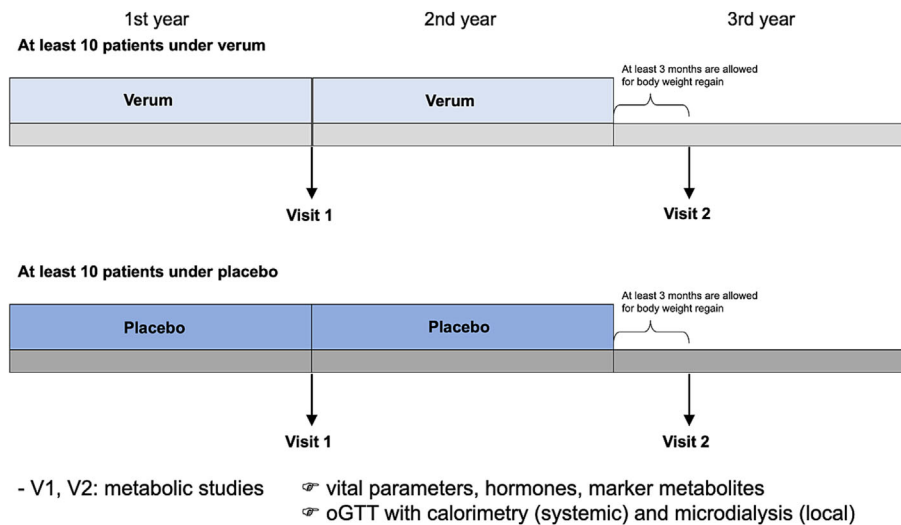 1st year 2nd year 3rd year
At least 10 patients under verum
At least 3 months are allowed
for body weight regain
Verum Verum
Visit 1 Visit 2
At least 10 patients under placebo
At least 3 months are allowed
for body weight regain
Placebo Placebo
Visit 1 Visit 2
- V1, V2: metabolic studies ☞ vital parameters, hormones, marker metabolites
☞ oGTT with calorimetry (systemic) and microdialysis (local)